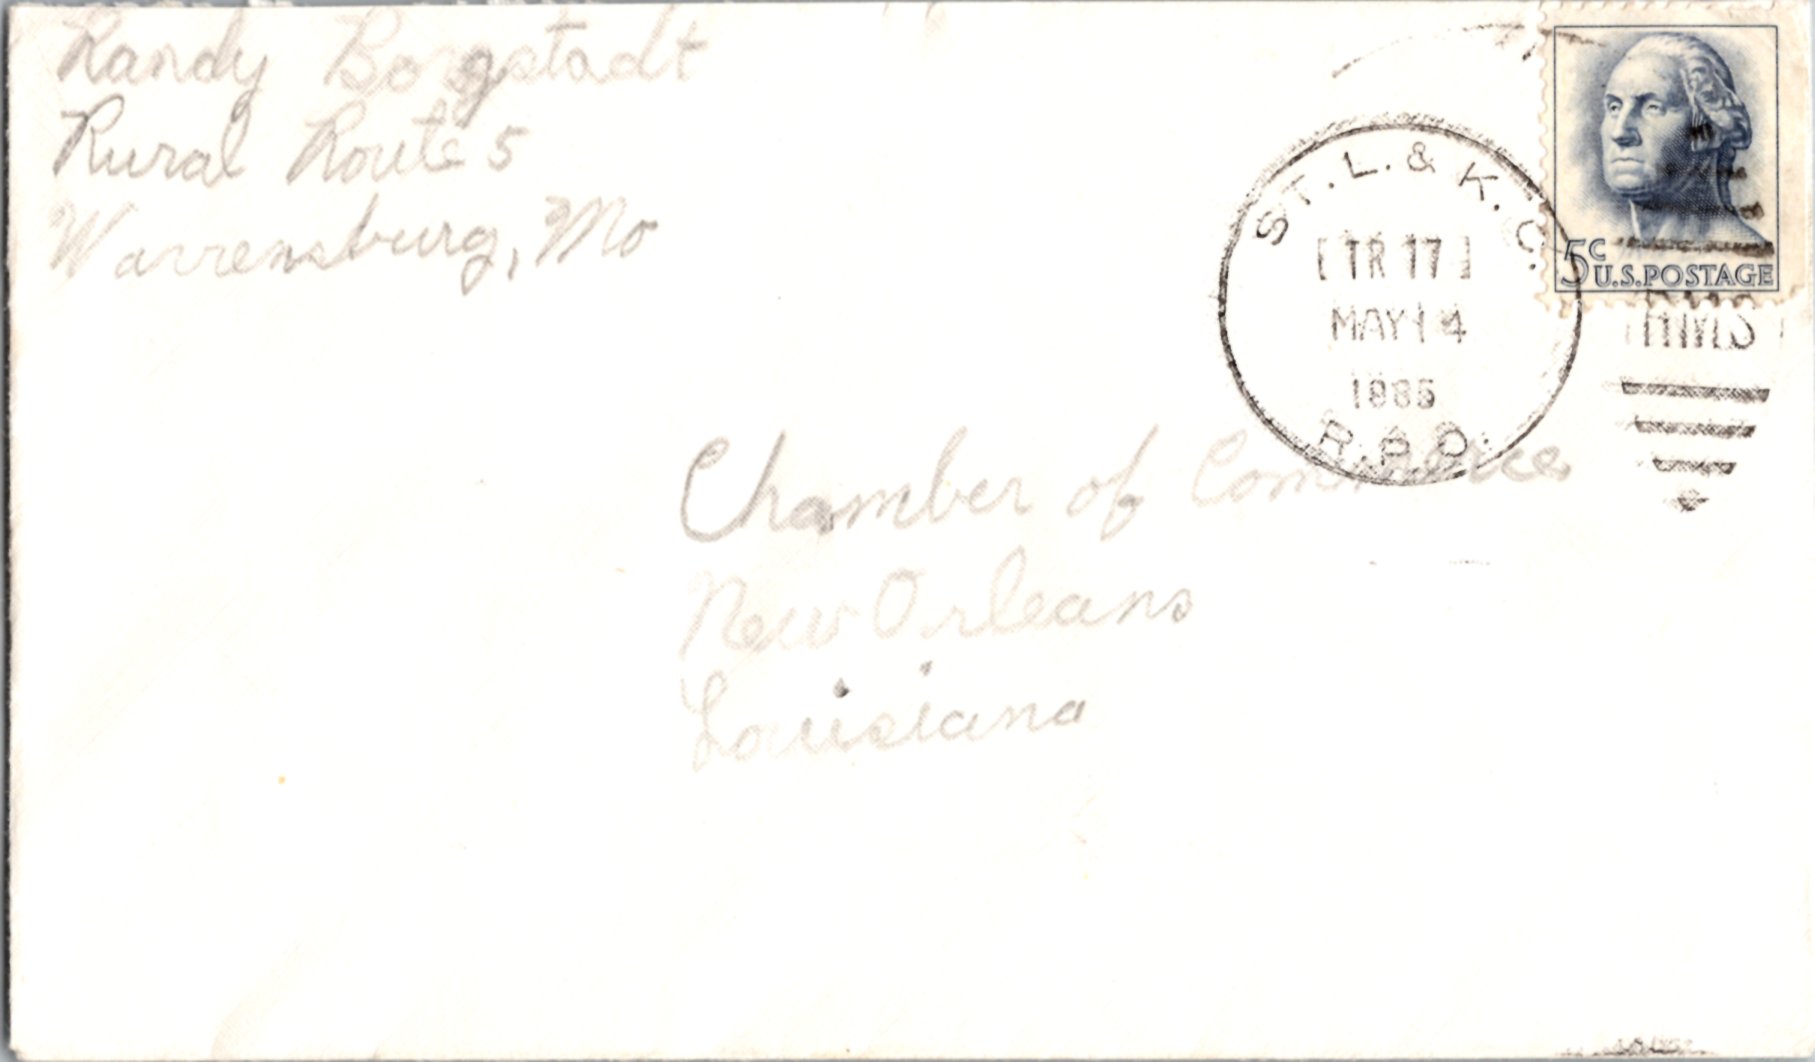 Randy Borgstadt
Rural Route 5
Warrensburg, Mo
ST. L. & K. C.
[ TR 17 ]
MAY 14
1965
R.P.O.
5c
U.S. POSTAGE
RMS
Chamber of Commerce
New Orleans
Louisiana